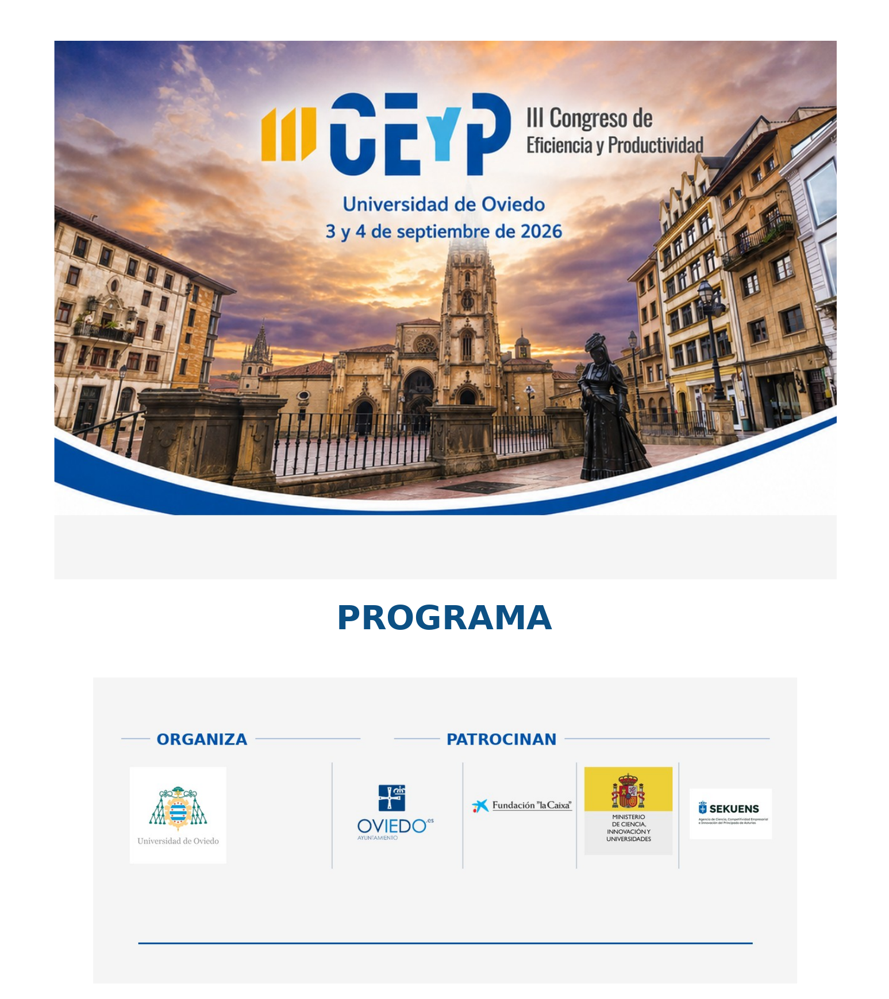 III CEYP
III Congreso de
Eficiencia y Productividad
Universidad de Oviedo
3 y 4 de septiembre de 2026
PROGRAMA
ORGANIZA
PATROCINAN
Universidad de Oviedo
OVIEDO.es
AYUNTAMIENTO
Fundación "la Caixa"
MINISTERIO
DE CIENCIA,
INNOVACIÓN Y
UNIVERSIDADES
SEKUENS
Agencia de Ciencia, Competitividad Empresarial
e Innovación del Principado de Asturias